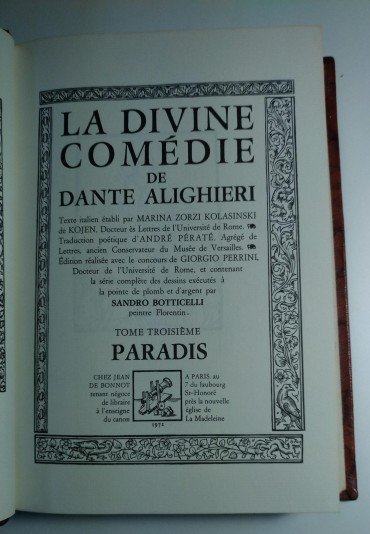 LA DIVINE
COMÉDIE
DE
DANTE ALIGHIERI
Texte italien établi par MARINA ZORZI KOLASINSKI
de KOJEN, Docteur ès Lettres de l'Université de Rome.
Traduction poétique d'ANDRÉ PÉRATÉ, Agrégé de
Lettres, ancien Conservateur du Musée de Versailles.
Édition réalisée avec le concours de GIORGIO PERRINI,
Docteur de l'Université de Rome, et contenant
la série complète des dessins exécutés à
la pointe de plomb et d'argent par
SANDRO BOTTICELLI
peintre Florentin.
TOME TROISIÈME
PARADIS
CHEZ JEAN
DE BONNOT
tenant négoce
de libraire
à l'enseigne
du canon
1972
A PARIS, au
7 du faubourg
St-Honoré
près la nouvelle
église de
La Madeleine